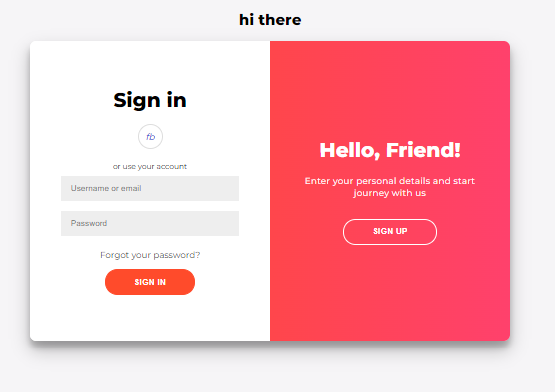 hi there
Sign in
fb
or use your account
Username or email
Password
Forgot your password?
SIGN IN
Hello, Friend!
Enter your personal details and start
journey with us
SIGN UP